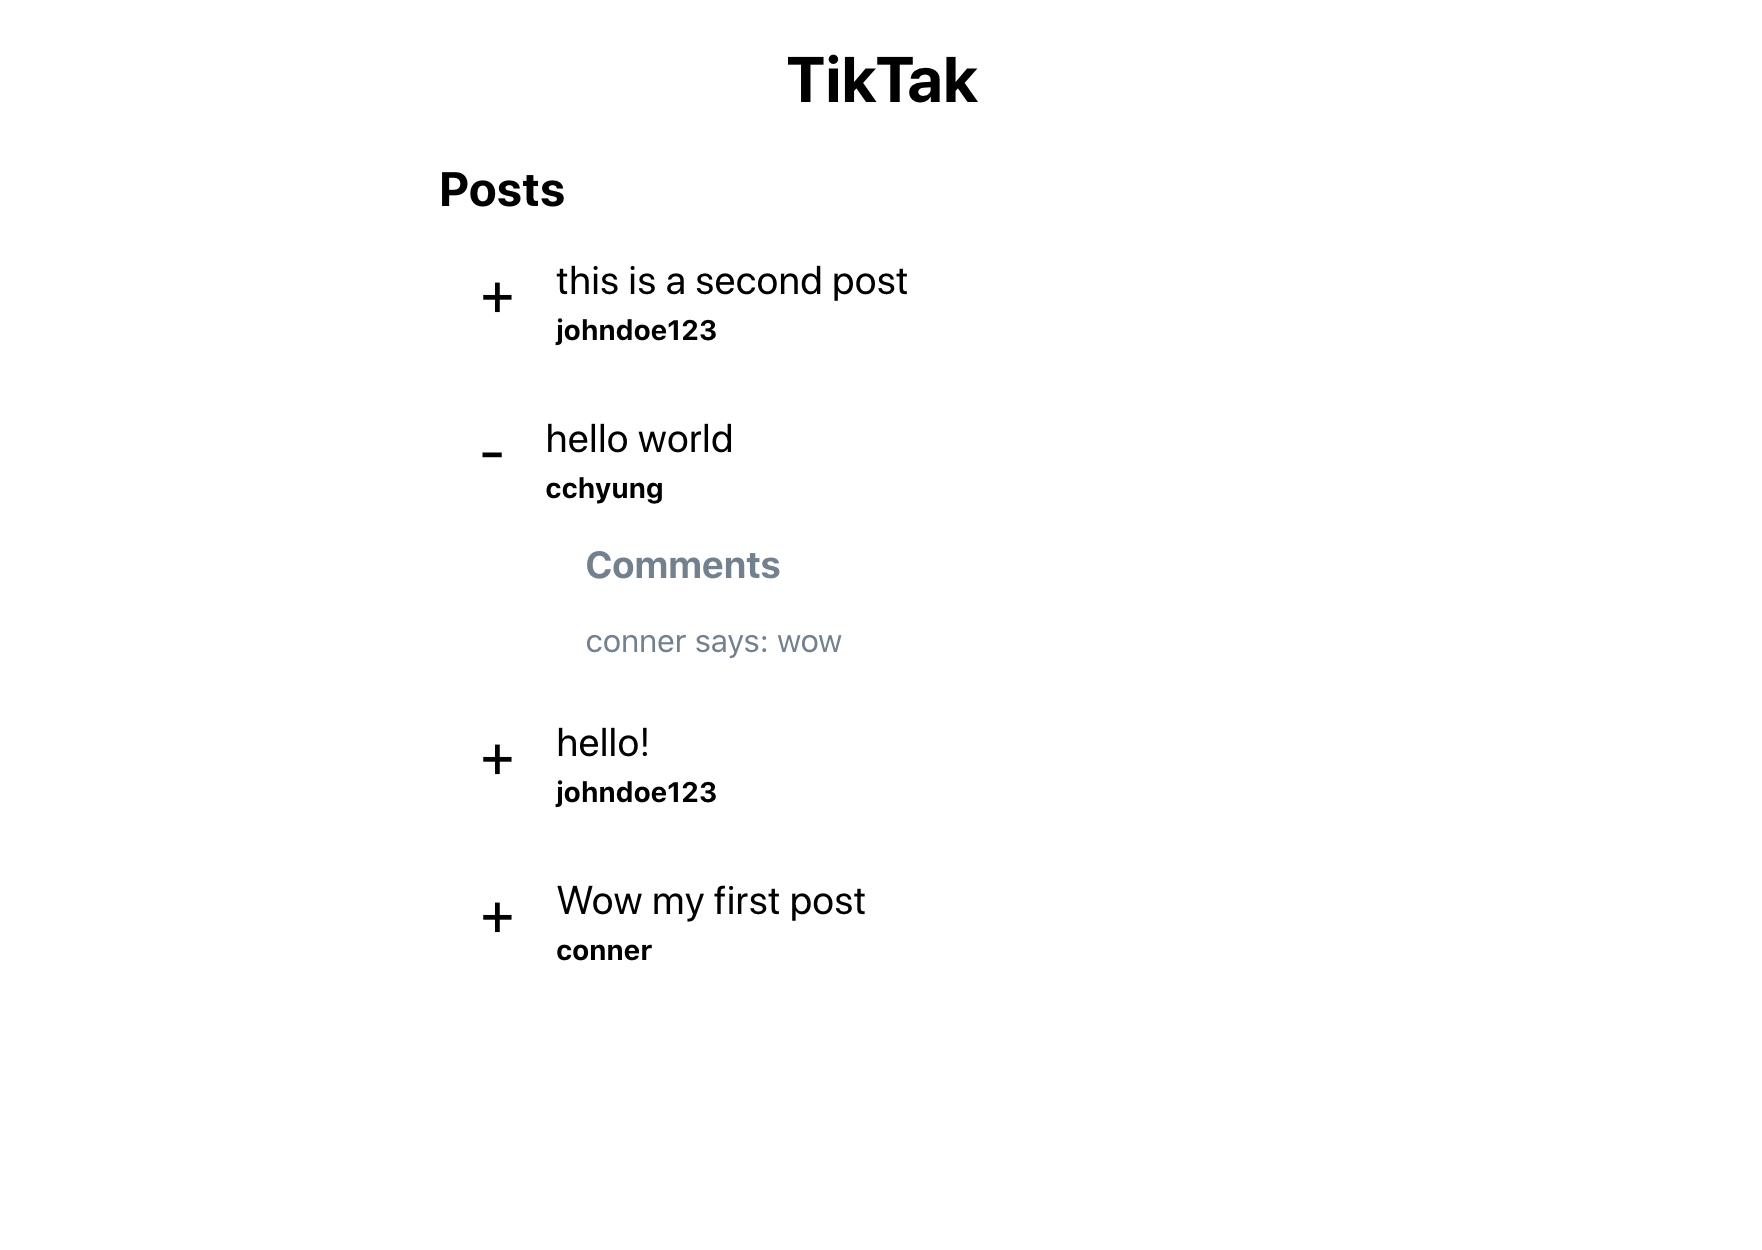 TikTak
Posts
+ this is a second post
johndoe123
- hello world
cchyung
Comments
conner says: wow
+ hello!
johndoe123
+ Wow my first post
conner